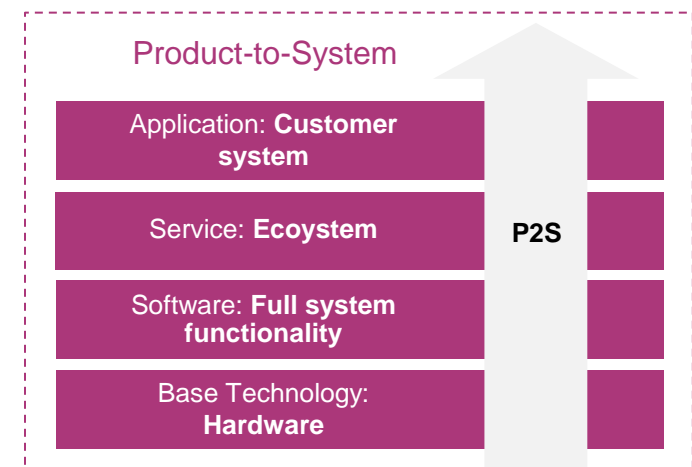 Product-to-System
Application: Customer
system
Service: Ecoystem
P2S
Software: Full system
functionality
Base Technology:
Hardware